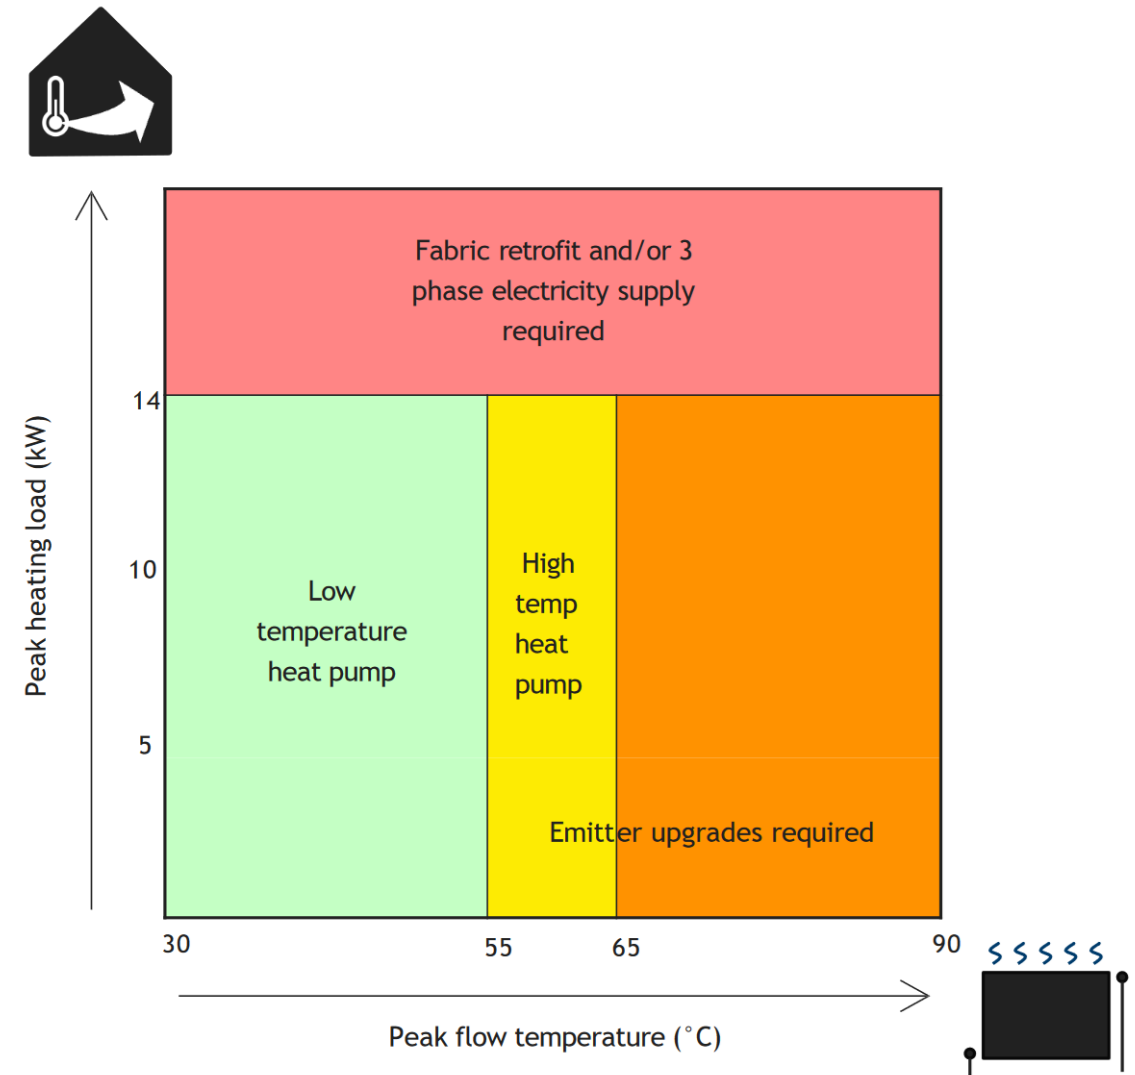 Fabric retrofit and/or 3
phase electricity supply
required
14
10
5
Peak heating load (kW)
Low
temperature
heat pump
High
temp
heat
pump
Emitter upgrades required
30
55
65
90
Peak flow temperature (°C)